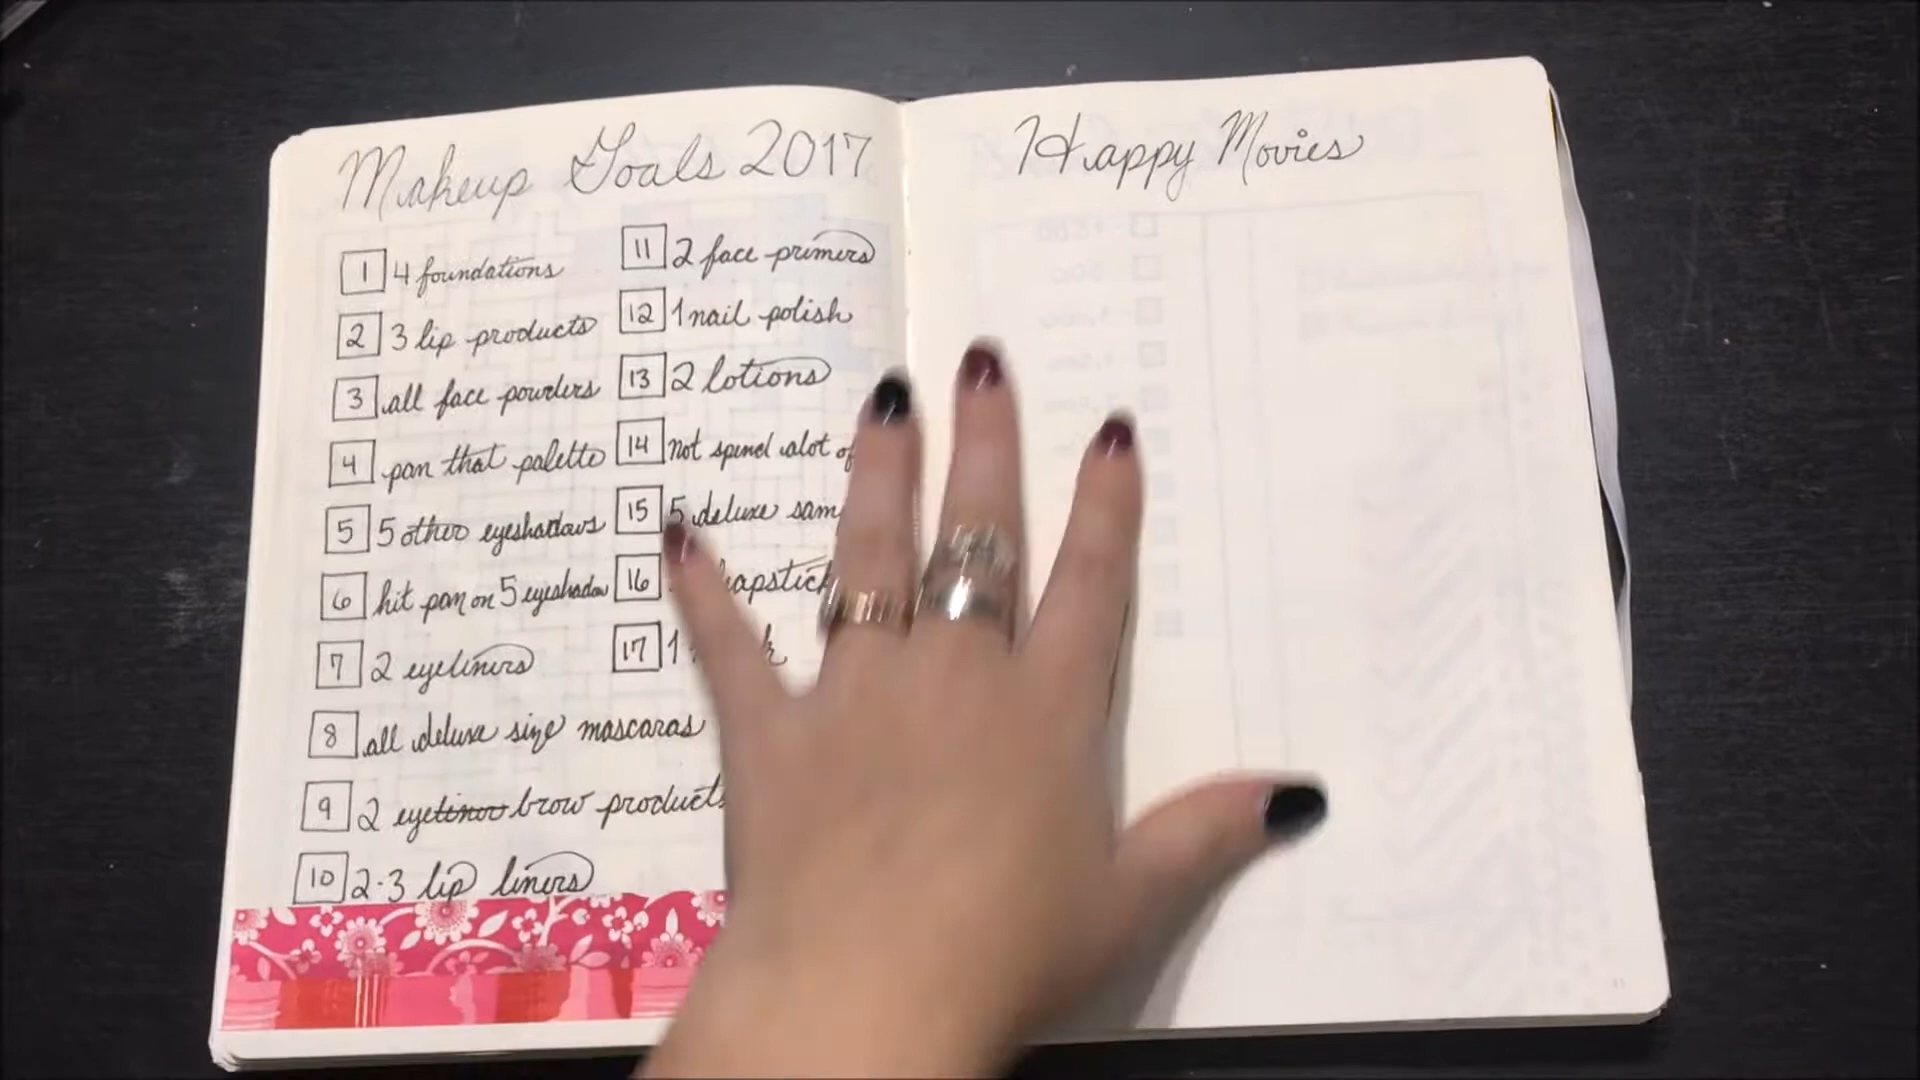 Makeup Goals 2017
1 4 foundations
2 3 lip products
3 all face powders
4 pan that palette
5 5 other eyeshadows
6 hit pan on 5 eyeshadow
7 2 eyeliners
8 all deluxe size mascaras
9 2 eyeliner brow products
10 2-3 lip liners
11 2 face primers
12 1 nail polish
13 2 lotions
14 not spend alot of
15 5 deluxe sam
16
17 1
Happy Movies